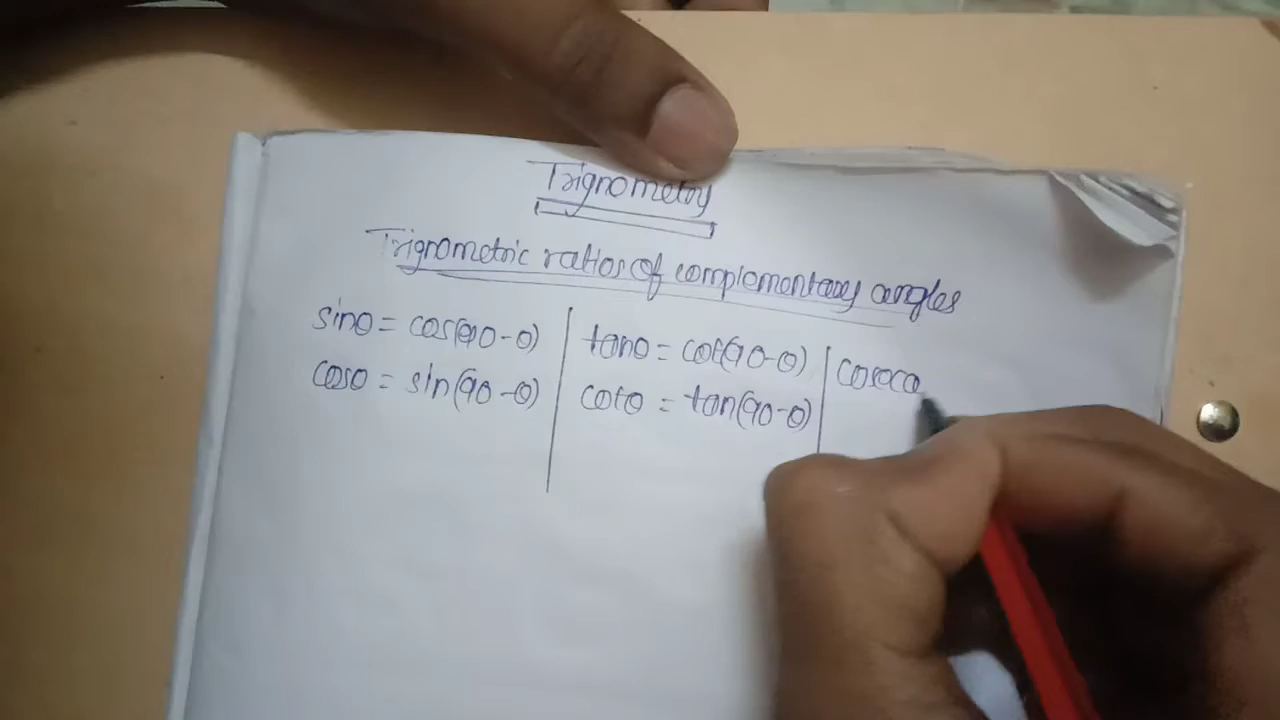 Trignometry
Trignometric ratios of complementary angles
sinθ = cos(90-θ)
cosθ = sin(90-θ)
tanθ = cot(90-θ)
cotθ = tan(90-θ)
cosecθ